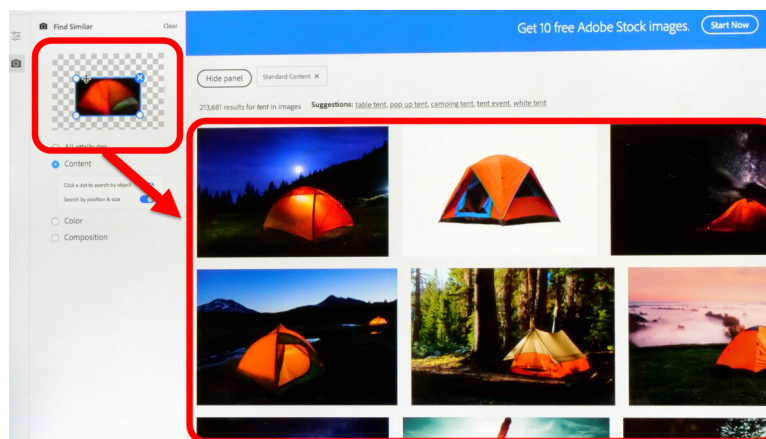 Find Similar
Clear
Get 10 free Adobe Stock images.
Start Now
Hide panel
Standard Content ×
213,681 results for tent in images
Suggestions: table tent, pop up tent, camping tent, tent event, white tent
All attributes
Content
Click a dot to search by object
Search by position & size
Color
Composition